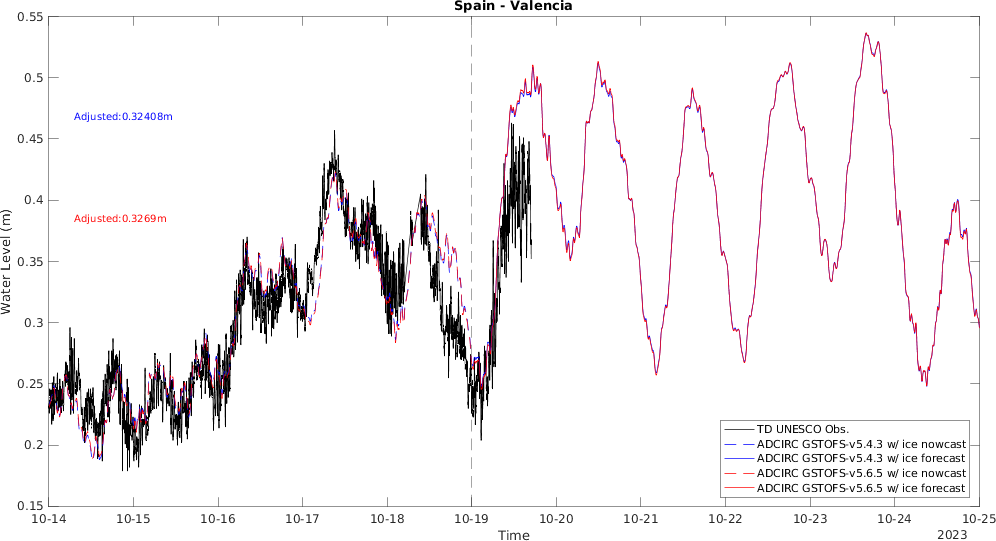 Spain - Valencia
0.55
0.5
0.45
0.4
0.35
0.3
0.25
0.2
0.15
Water Level (m)
Adjusted:0.32408m
Adjusted:0.3269m
TD UNESCO Obs.
ADCIRC GSTOFS-v5.4.3 w/ ice nowcast
ADCIRC GSTOFS-v5.4.3 w/ ice forecast
ADCIRC GSTOFS-v5.6.5 w/ ice nowcast
ADCIRC GSTOFS-v5.6.5 w/ ice forecast
10-14 10-15 10-16 10-17 10-18 10-19 10-20 10-21 10-22 10-23 10-24 10-25
Time
2023